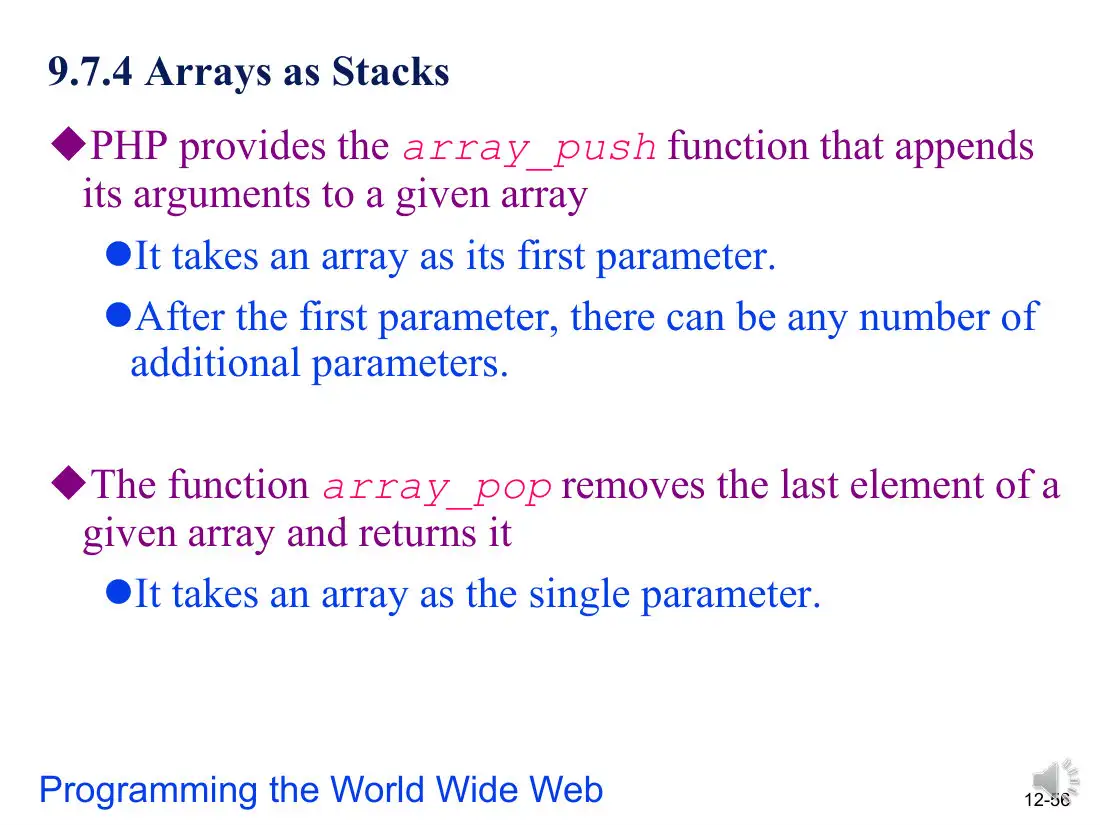 9.7.4 Arrays as Stacks
PHP provides the array_push function that appends
its arguments to a given array
It takes an array as its first parameter.
After the first parameter, there can be any number of
additional parameters.
The function array_pop removes the last element of a
given array and returns it
It takes an array as the single parameter.
Programming the World Wide Web
12-56